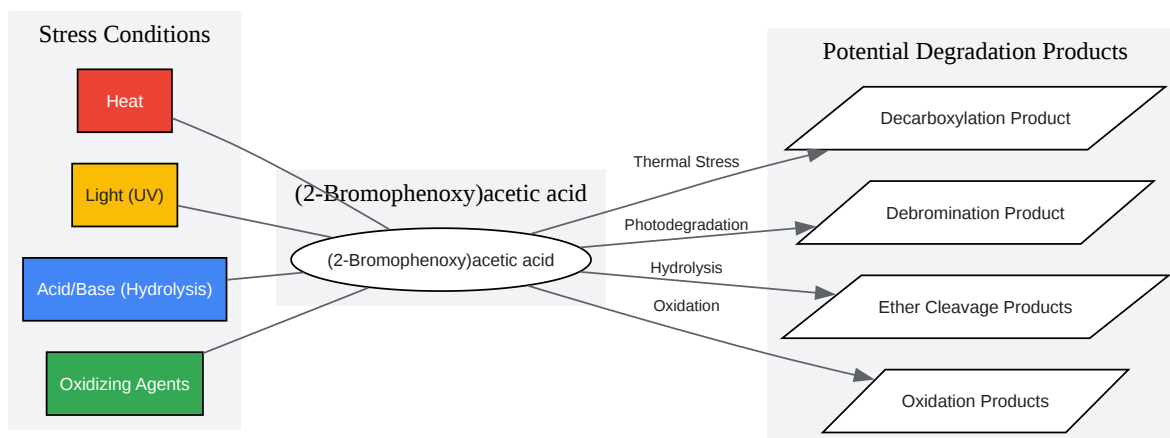 Stress Conditions
Heat
Light (UV)
Acid/Base (Hydrolysis)
Oxidizing Agents
(2-Bromophenoxy)acetic acid
(2-Bromophenoxy)acetic acid
Thermal Stress
Photodegradation
Hydrolysis
Oxidation
Potential Degradation Products
Decarboxylation Product
Debromination Product
Ether Cleavage Products
Oxidation Products